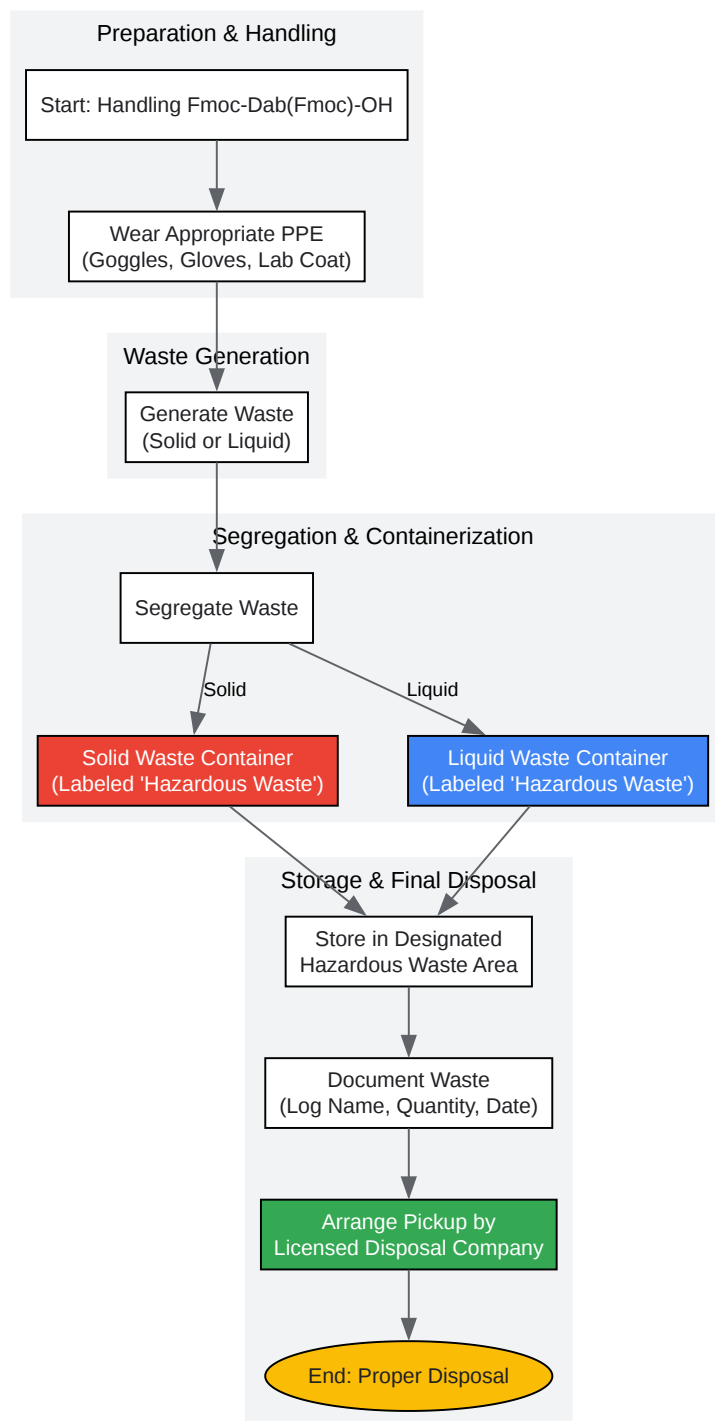 Preparation & Handling
Start: Handling Fmoc-Dab(Fmoc)-OH
Wear Appropriate PPE
(Goggles, Gloves, Lab Coat)
Waste Generation
Generate Waste
(Solid or Liquid)
Segregation & Containerization
Segregate Waste
Solid
Liquid
Solid Waste Container
(Labeled 'Hazardous Waste')
Liquid Waste Container
(Labeled 'Hazardous Waste')
Storage & Final Disposal
Store in Designated
Hazardous Waste Area
Document Waste
(Log Name, Quantity, Date)
Arrange Pickup by
Licensed Disposal Company
End: Proper Disposal